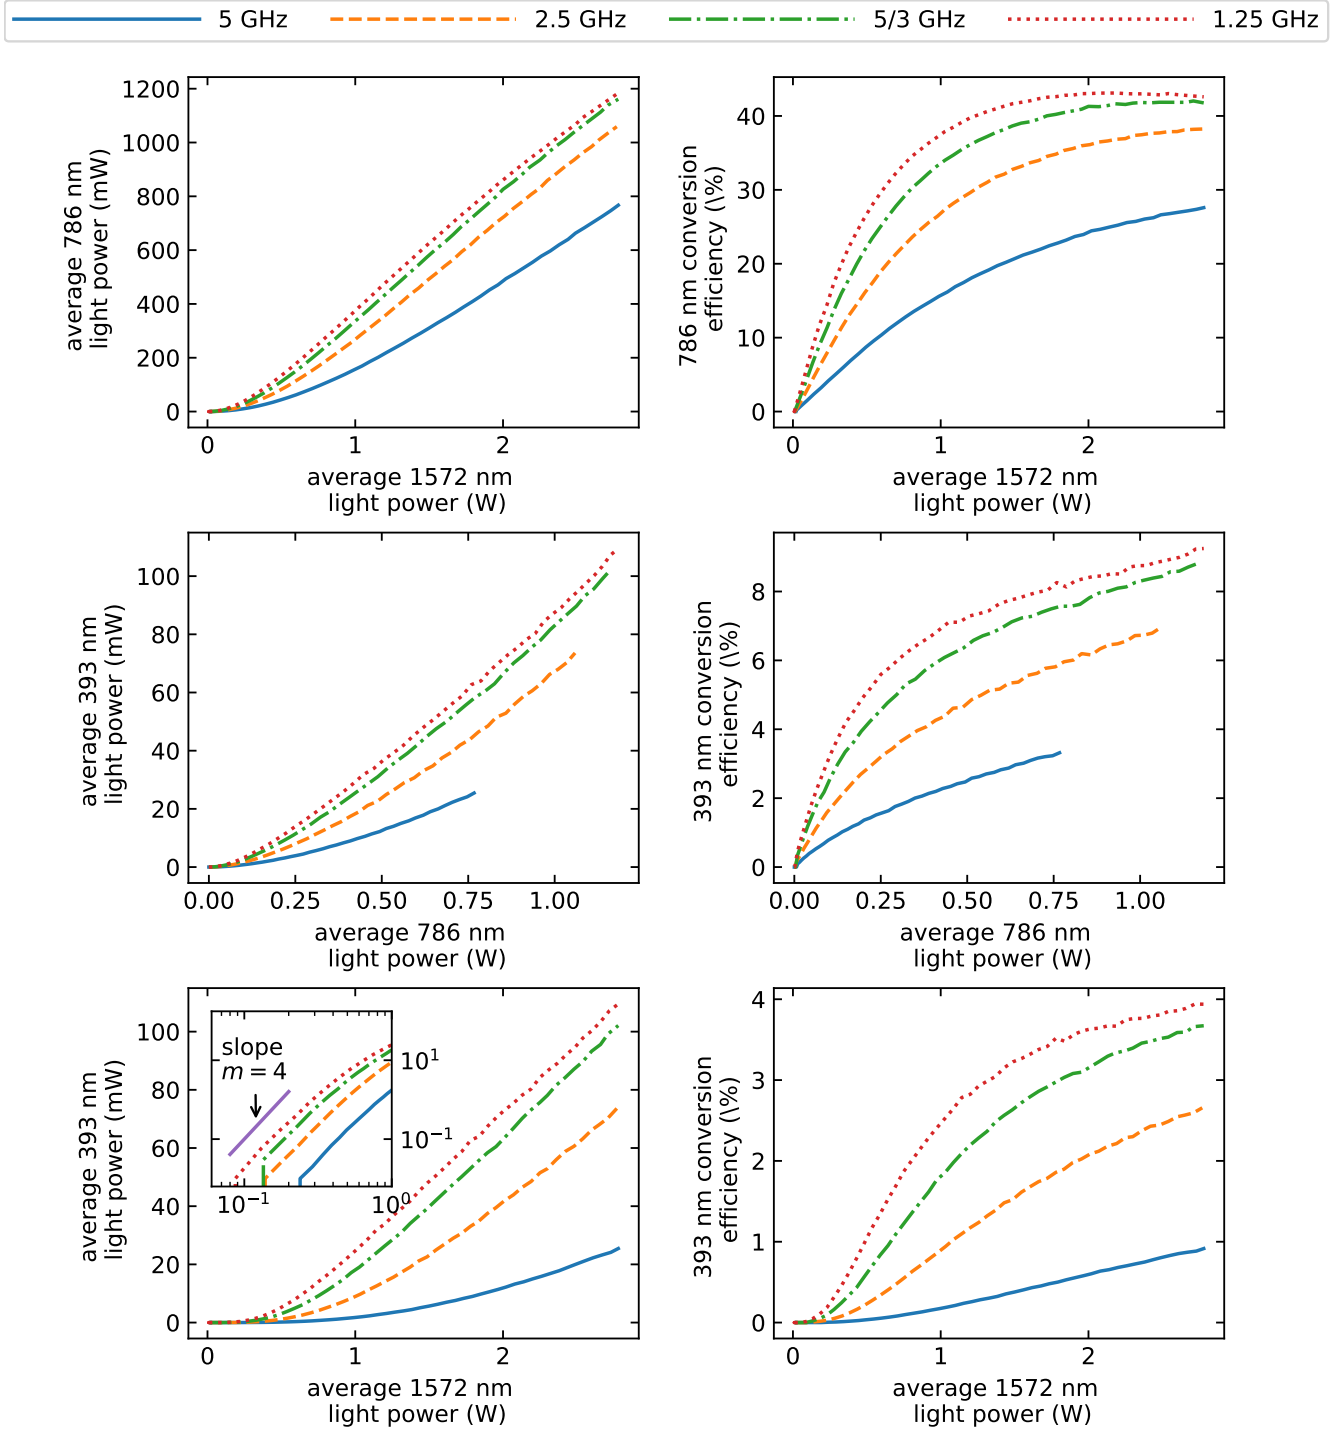 5 GHz 2.5 GHz 5/3 GHz 1.25 GHz
average 786 nm
light power (mW)
1200
1000
800
600
400
200
0
0 1 2
average 1572 nm
light power (W)
786 nm conversion
efficiency (\%)
40
30
20
10
0
0 1 2
average 1572 nm
light power (W)
average 393 nm
light power (mW)
100
80
60
40
20
0
0.00 0.25 0.50 0.75 1.00
average 786 nm
light power (W)
393 nm conversion
efficiency (\%)
8
6
4
2
0
0.00 0.25 0.50 0.75 1.00
average 786 nm
light power (W)
average 393 nm
light power (mW)
100
80
60
40
20
0
slope
m = 4
10¹
10⁻¹
10⁻¹ 10⁰
0 1 2
average 1572 nm
light power (W)
393 nm conversion
efficiency (\%)
4
3
2
1
0
0 1 2
average 1572 nm
light power (W)